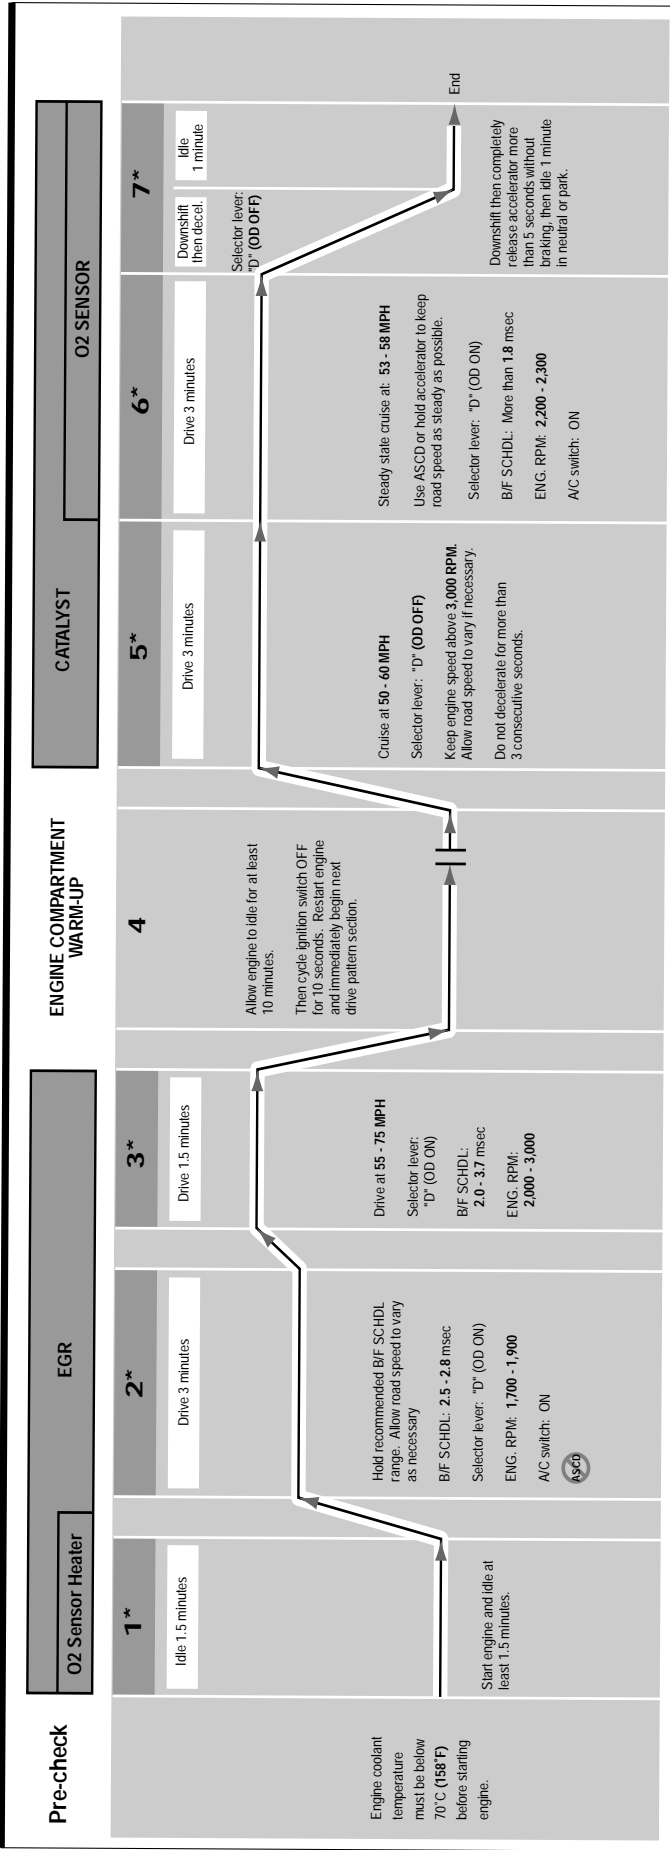 Pre-check
EGR
O2 Sensor Heater
ENGINE COMPARTMENT
WARM-UP
CATALYST
O2 SENSOR
Engine coolant
temperature
must be below
70˚C (158˚F)
before starting
engine.
1*
Idle 1.5 minutes
Start engine and idle at
least 1.5 minutes.
2*
Drive 3 minutes
Hold recommended B/F SCHDL
range. Allow road speed to vary
as necessary
B/F SCHDL: 2.5 - 2.8 msec
Selector lever: "D" (OD ON)
ENG. RPM: 1,700 - 1,900
A/C switch: ON
ASCD
3*
Drive 1.5 minutes
Drive at 55 - 75 MPH
Selector lever:
"D" (OD ON)
B/F SCHDL:
2.0 - 3.7 msec
ENG. RPM:
2,000 - 3,000
4
Allow engine to idle for at least
10 minutes.
Then cycle ignition switch OFF
for 10 seconds. Restart engine
and immediately begin next
drive pattern section.
5*
Drive 3 minutes
Cruise at 50 - 60 MPH
Selector lever: "D" (OD OFF)
Keep engine speed above 3,000 RPM.
Allow road speed to vary if necessary.
Do not decelerate for more than
3 consecutive seconds.
6*
Drive 3 minutes
Steady state cruise at: 53 - 58 MPH
Use ASCD or hold accelerator to keep
road speed as steady as possible.
Selector lever: "D" (OD ON)
B/F SCHDL: More than 1.8 msec
ENG. RPM: 2,200 - 2,300
A/C switch: ON
7*
Downshift
then decel.
Idle
1 minute
Selector lever:
"D" (OD OFF)
End
Downshift then completely
release accelerator more
than 5 seconds without
braking, then idle 1 minute
in neutral or park.